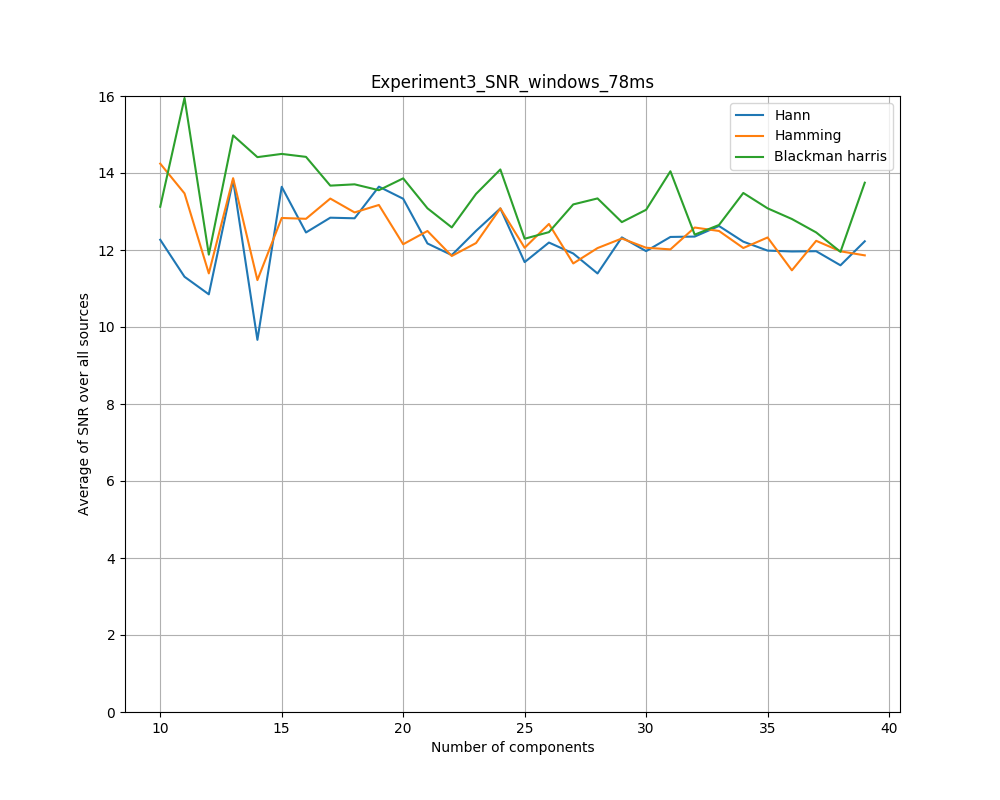 Experiment3_SNR_windows_78ms
Hann
Hamming
Blackman harris
Average of SNR over all sources
16
14
12
10
8
6
4
2
0
10 15 20 25 30 35 40
Number of components